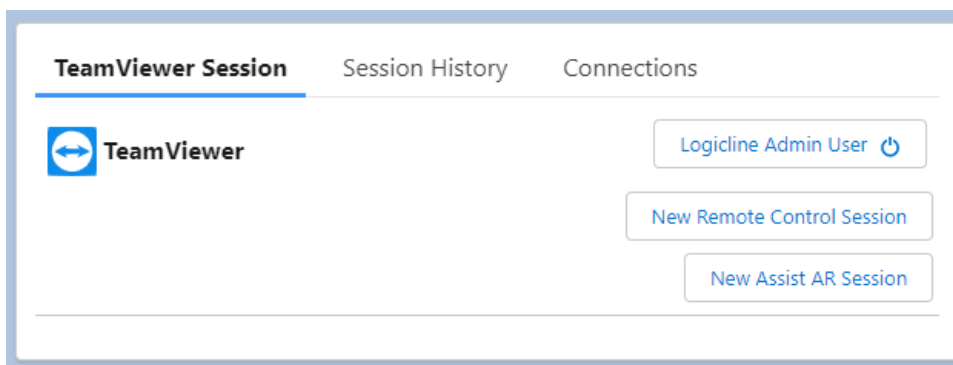 TeamViewer Session Session History Connections
TeamViewer
Logicline Admin User
New Remote Control Session
New Assist AR Session